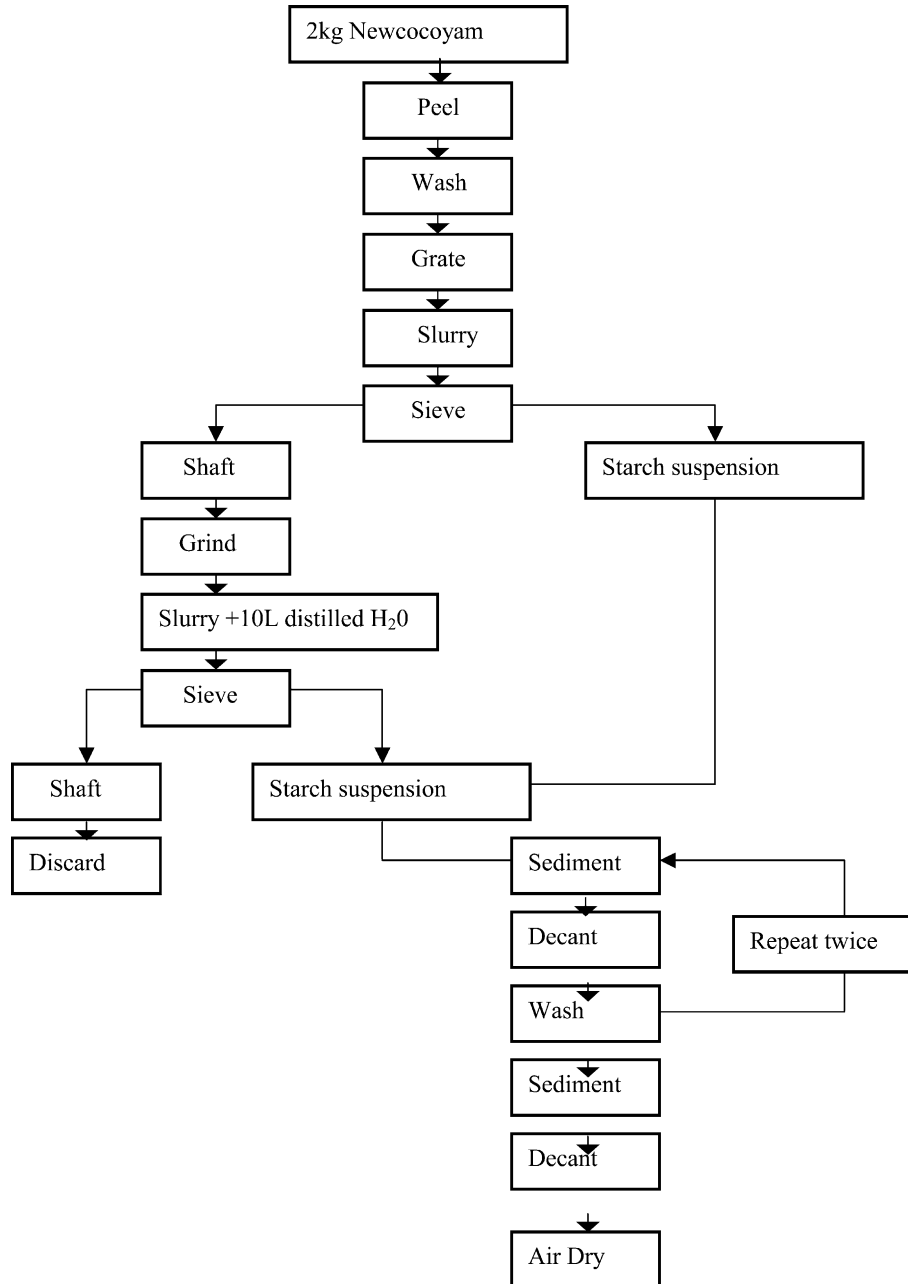 2kg Newcocoyam
Peel
Wash
Grate
Slurry
Sieve
Shaft
Starch suspension
Grind
Slurry +10L distilled H₂0
Sieve
Shaft
Starch suspension
Discard
Sediment
Decant
Repeat twice
Wash
Sediment
Decant
Air Dry